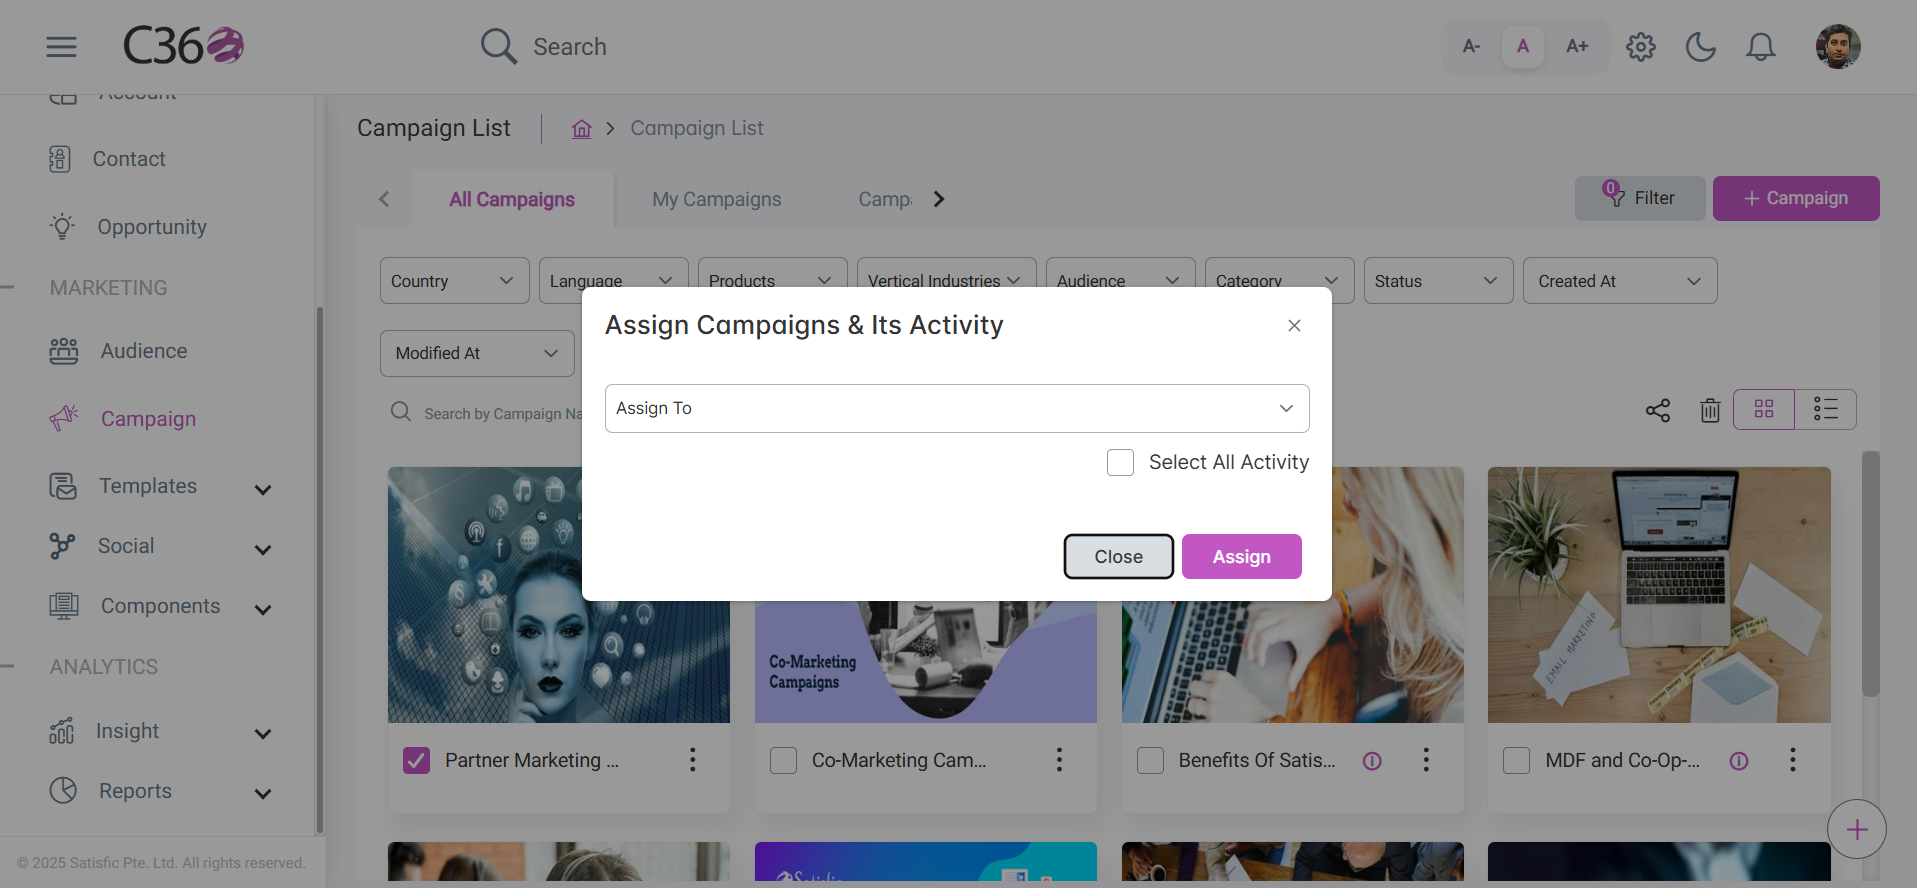 C360
Search
A-
A
A+
Account
Contact
Opportunity
MARKETING
Audience
Campaign
Templates
Social
Components
ANALYTICS
Insight
Reports
© 2025 Satisfic Pte. Ltd. All rights reserved.
Campaign List
Campaign List
All Campaigns
My Campaigns
Camp
0
Filter
+ Campaign
Country
Language
Products
Vertical Industries
Audience
Category
Status
Created At
Modified At
Search by Campaign Na
Assign Campaigns & Its Activity
Assign To
Select All Activity
Close
Assign
Co-Marketing
Campaigns
EMAIL MARKETING
Partner Marketing ...
Co-Marketing Cam...
Benefits Of Satis...
MDF and Co-Op-...
Satisfic